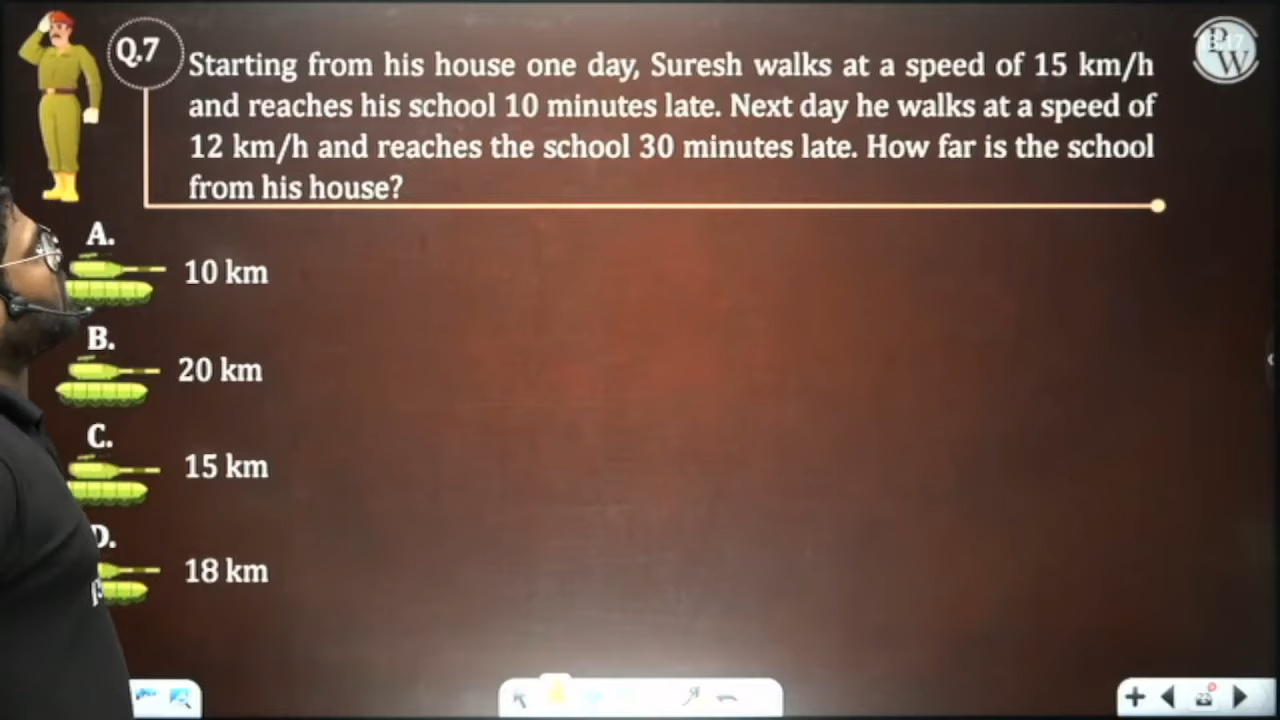 Q.7
Starting from his house one day, Suresh walks at a speed of 15 km/h
and reaches his school 10 minutes late. Next day he walks at a speed of
12 km/h and reaches the school 30 minutes late. How far is the school
from his house?
A.
10 km
B.
20 km
C.
15 km
D.
18 km